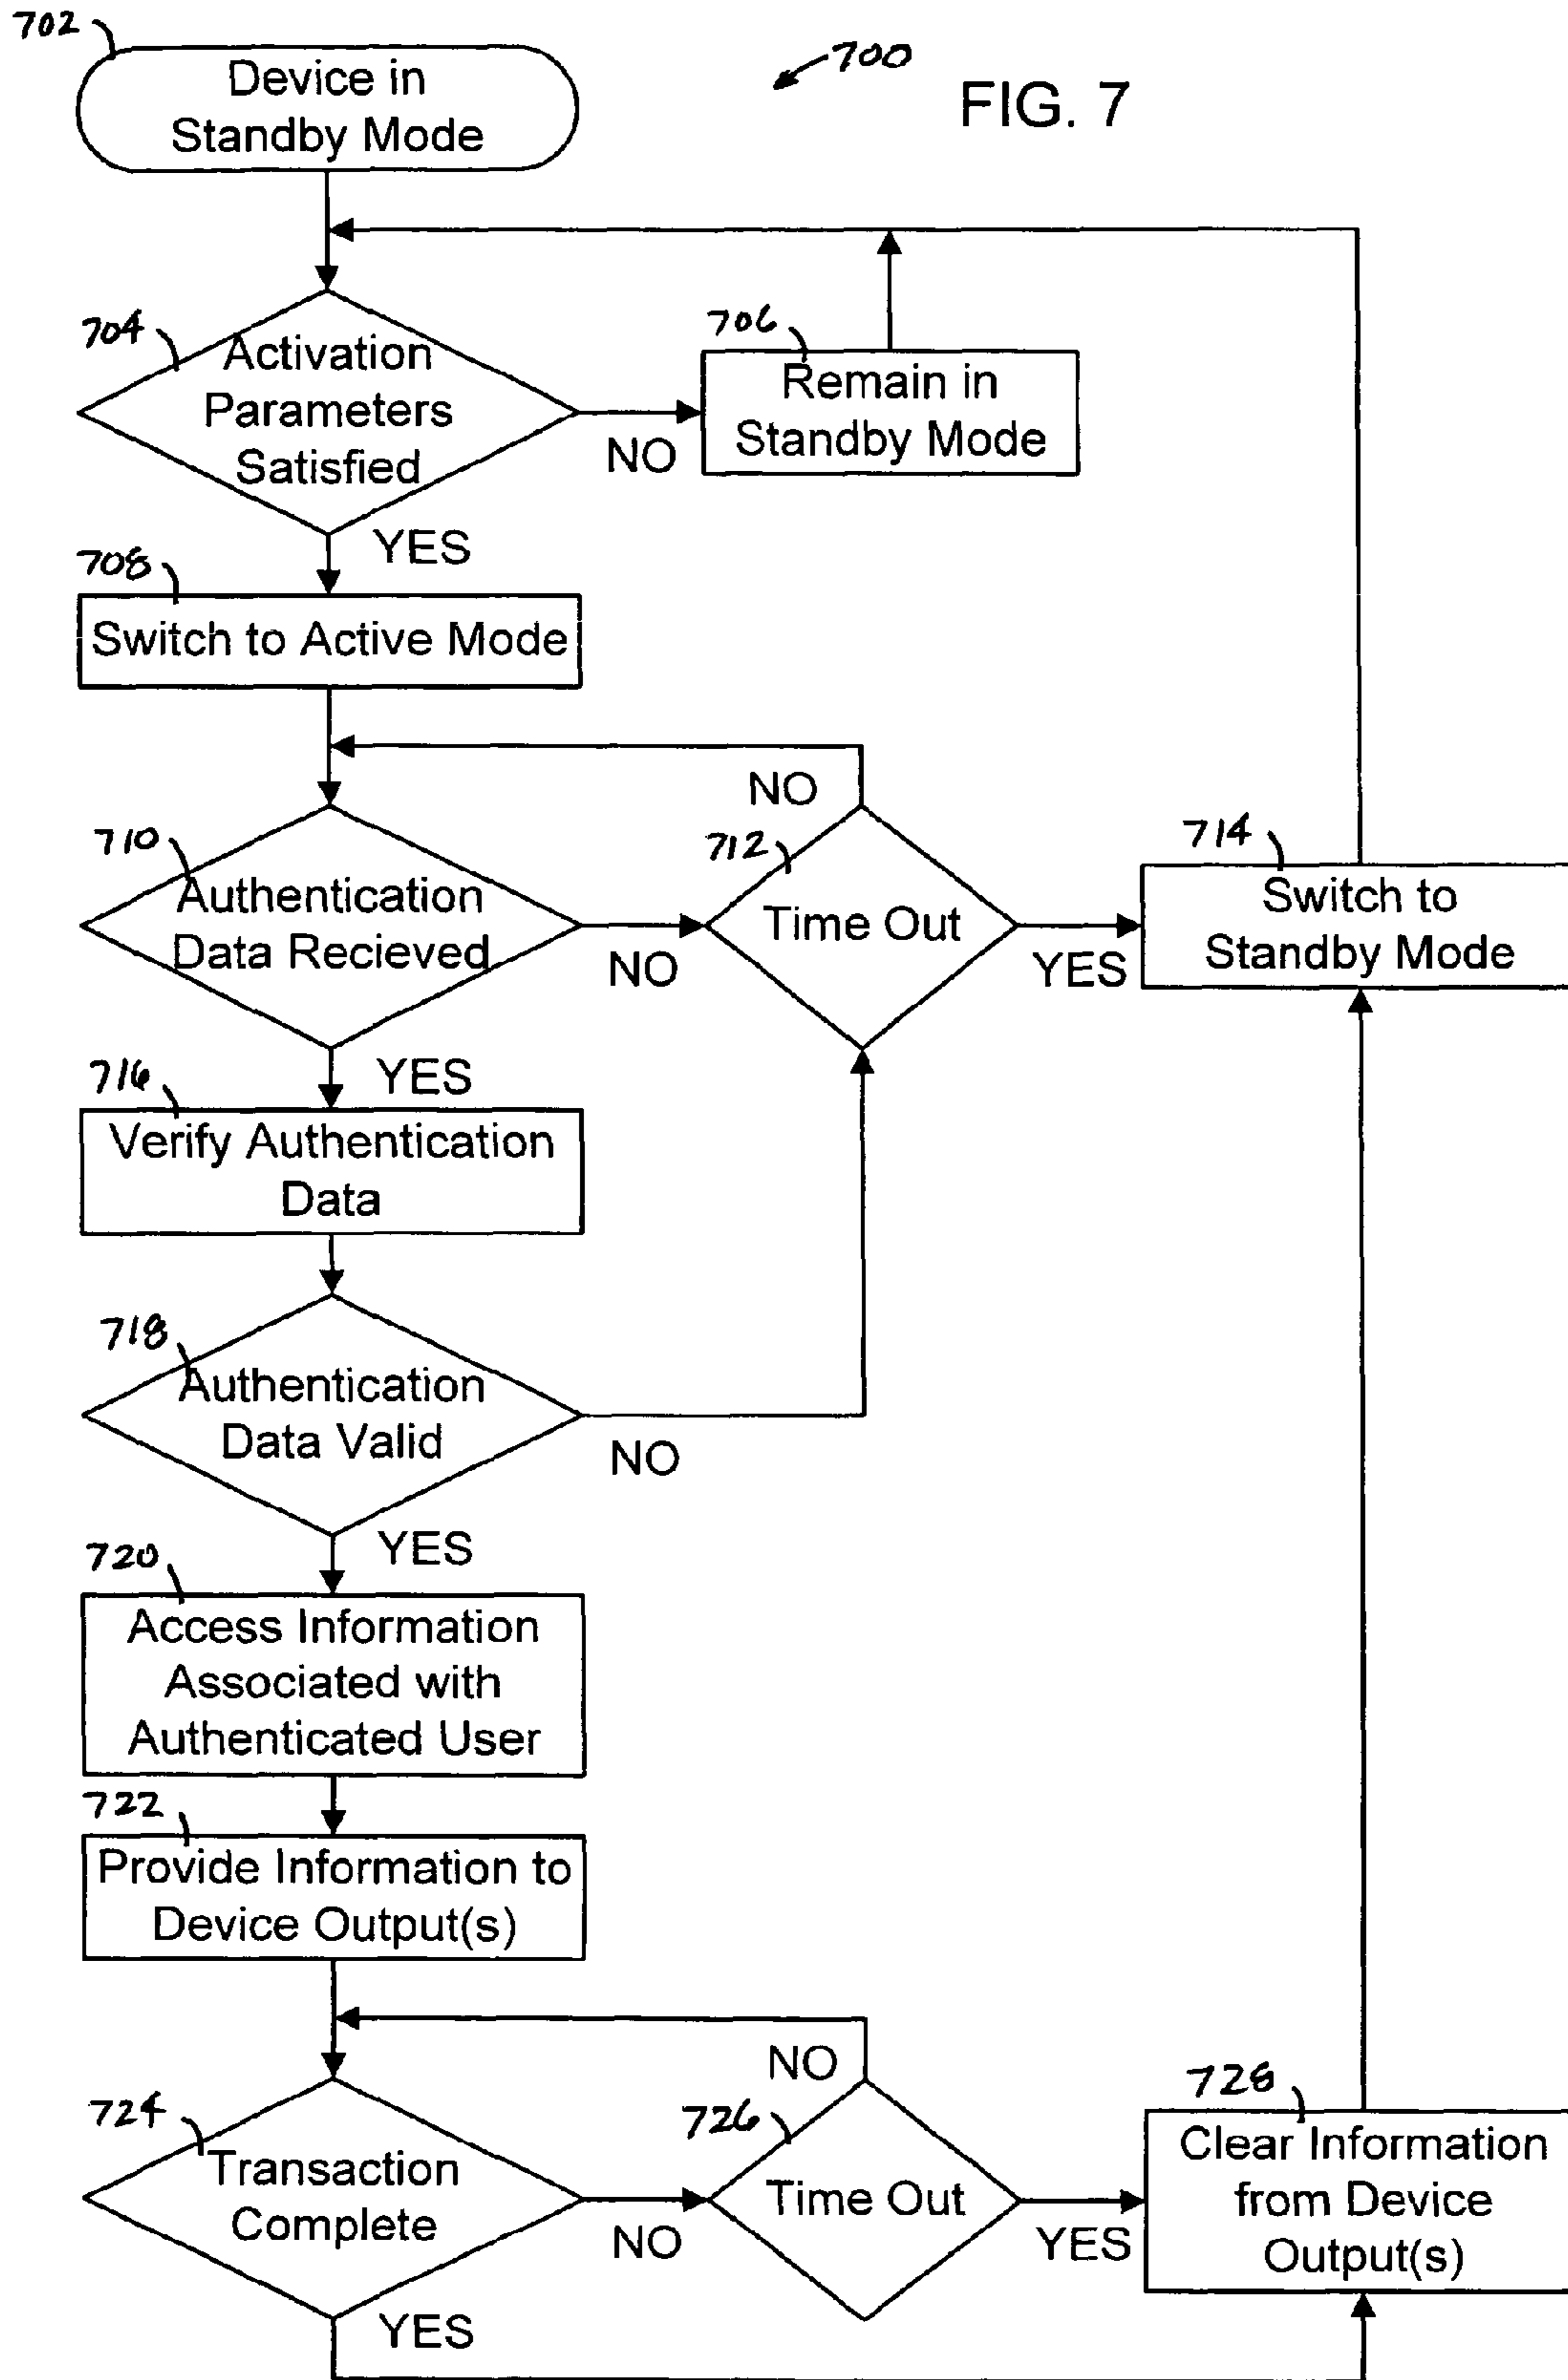 702
Device in
Standby Mode
700
FIG. 7
704
Activation
Parameters
Satisfied
NO
706
Remain in
Standby Mode
YES
708
Switch to Active Mode
NO
710
Authentication
Data Recieved
NO
712
Time Out
YES
714
Switch to
Standby Mode
YES
716
Verify Authentication
Data
718
Authentication
Data Valid
NO
YES
720
Access Information
Associated with
Authenticated User
722
Provide Information to
Device Output(s)
NO
724
Transaction
Complete
NO
726
Time Out
YES
728
Clear Information
from Device
Output(s)
YES